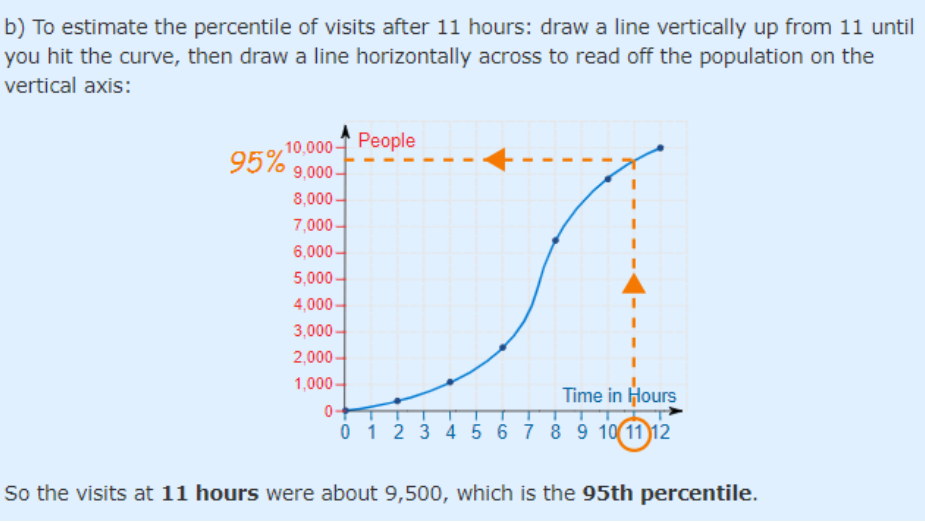 b) To estimate the percentile of visits after 11 hours: draw a line vertically up from 11 until
you hit the curve, then draw a line horizontally across to read off the population on the
vertical axis:
People
95%
10,000
9,000
8,000
7,000
6,000
5,000
4,000
3,000
2,000
1,000
0
Time in Hours
0 1 2 3 4 5 6 7 8 9 10 11 12
So the visits at 11 hours were about 9,500, which is the 95th percentile.